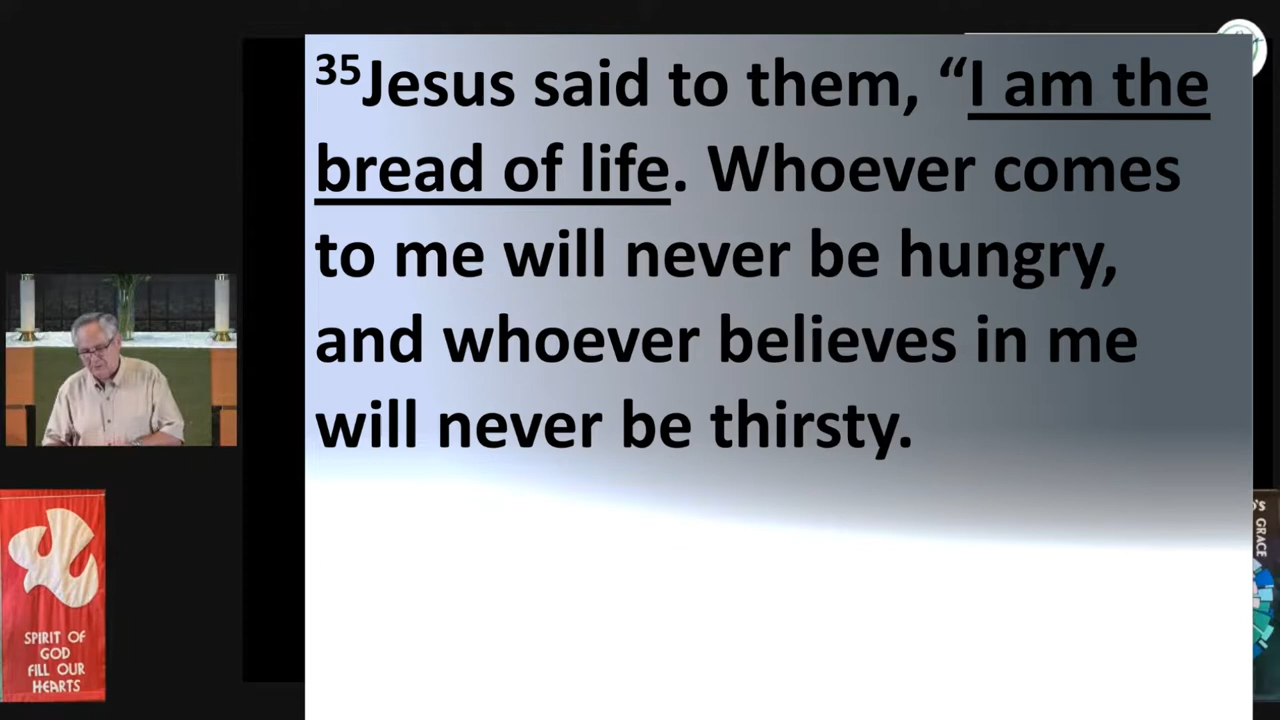 35Jesus said to them, “I am the
bread of life. Whoever comes
to me will never be hungry,
and whoever believes in me
will never be thirsty.
SPIRIT OF
GOD
FILL OUR
HEARTS
GRACE